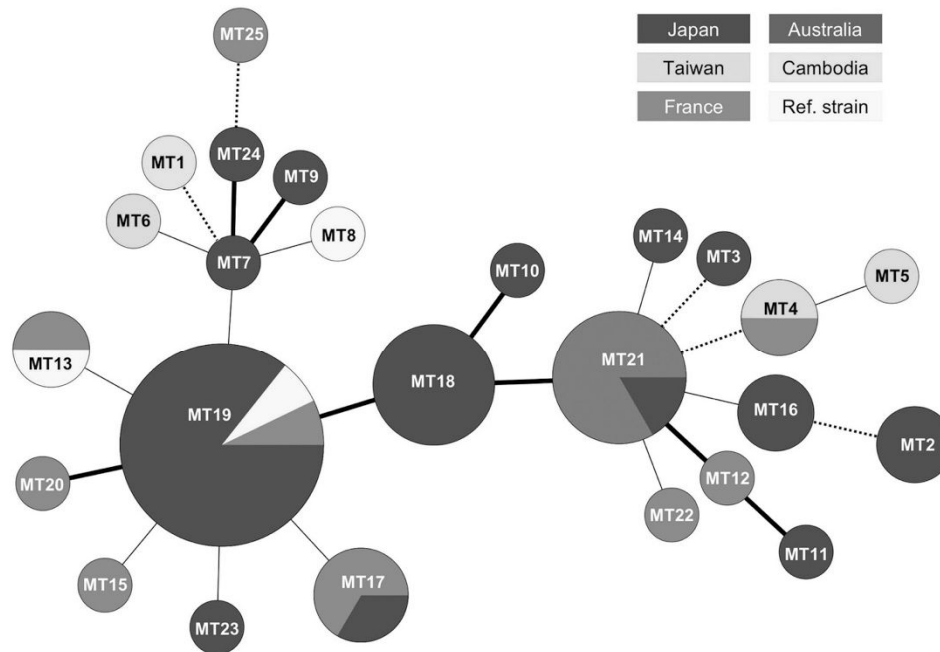 MT25
Japan Australia
Taiwan Cambodia
France Ref. strain
MT1 MT24 MT9
MT6 MT8
MT7
MT14 MT3
MT10
MT5
MT4
MT13
MT21
MT18
MT19
MT16
MT2
MT20
MT12
MT22
MT11
MT15
MT17
MT23